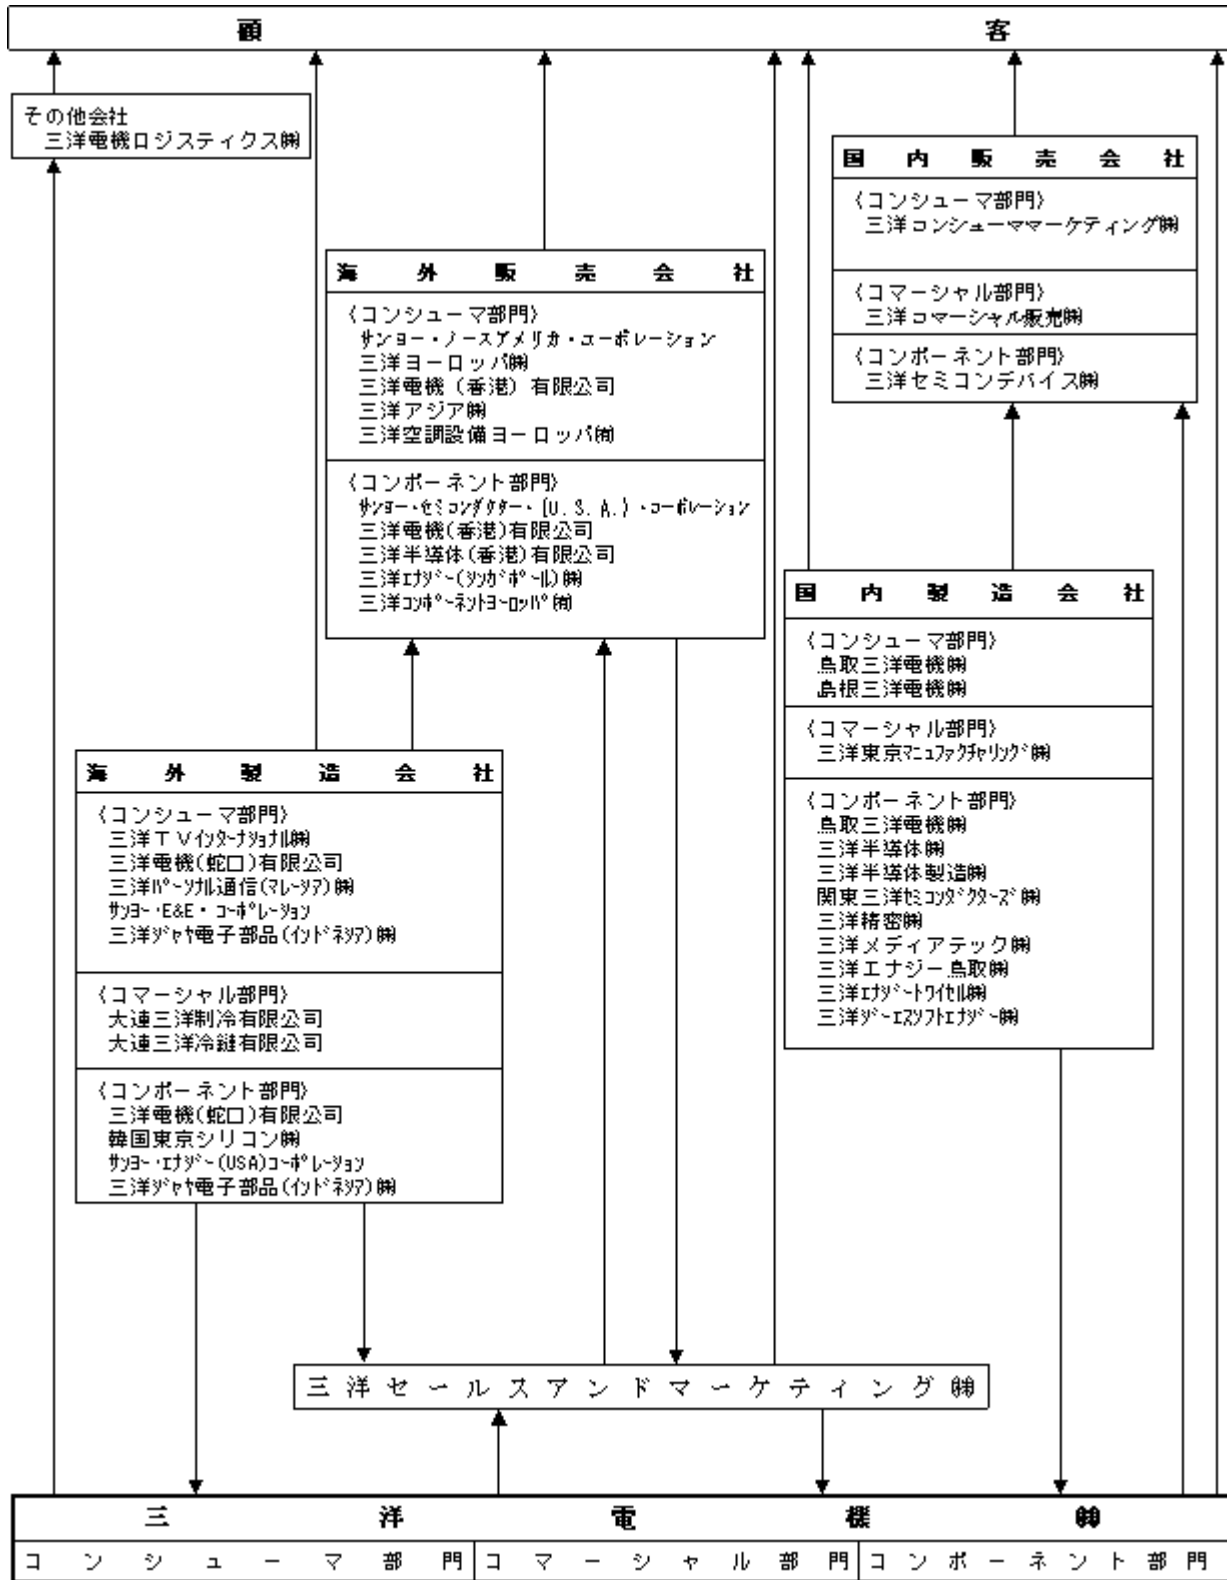 顧客
その他会社
三洋電機ロジスティクス㈱
国内販売会社
〈コンシューマ部門〉
三洋コンシューママーケティング㈱
〈コマーシャル部門〉
三洋コマーシャル販売㈱
〈コンポーネント部門〉
三洋セミコンデバイス㈱
海外販売会社
〈コンシューマ部門〉
サンヨー・ノースアメリカ・コーポレーション
三洋ヨーロッパ㈱
三洋電機（香港）有限公司
三洋アジア㈱
三洋空調設備ヨーロッパ㈲
〈コンポーネント部門〉
ｻﾝﾖｰ・ｾﾐｺﾝﾀﾞｸﾀｰ・(U.S.A.)・ｺｰﾎﾟﾚｰｼｮﾝ
三洋電機(香港)有限公司
三洋半導体(香港)有限公司
三洋ｴﾅｼﾞｰ(ｼﾝｶﾞﾎﾟｰﾙ)㈱
三洋ｺﾝﾎﾟｰﾈﾝﾄﾖｰﾛｯﾊﾟ㈲
国内製造会社
〈コンシューマ部門〉
鳥取三洋電機㈱
島根三洋電機㈱
〈コマーシャル部門〉
三洋東京ﾏﾆｭﾌｧｸﾁｬﾘﾝｸﾞ㈱
〈コンポーネント部門〉
鳥取三洋電機㈱
三洋半導体㈱
三洋半導体製造㈱
関東三洋ｾﾐｺﾝﾀﾞｸﾀｰｽﾞ㈱
三洋精密㈱
三洋メディアテック㈱
三洋エナジー鳥取㈱
三洋ｴﾅｼﾞｰﾄﾜｲｾﾙ㈱
三洋ｼﾞｰｴｽｿﾌﾄｴﾅｼﾞｰ㈱
海外製造会社
〈コンシューマ部門〉
三洋ＴＶｲﾝﾀｰﾅｼｮﾅﾙ㈱
三洋電機(蛇口)有限公司
三洋ﾊﾟｰｿﾅﾙ通信(ﾏﾚｰｼｱ)㈱
ｻﾝﾖｰ・E&E・ｺｰﾎﾟﾚｰｼｮﾝ
三洋ｼﾞｬﾔ電子部品(ｲﾝﾄﾞﾈｼｱ)㈱
〈コマーシャル部門〉
大連三洋制冷有限公司
大連三洋冷鏈有限公司
〈コンポーネント部門〉
三洋電機(蛇口)有限公司
韓国東京シリコン㈱
ｻﾝﾖｰ・ｴﾅｼﾞｰ(USA)ｺｰﾎﾟﾚｰｼｮﾝ
三洋ｼﾞｬﾔ電子部品(ｲﾝﾄﾞﾈｼｱ)㈱
三洋セールスアンドマーケティング㈱
三洋電機㈱
コンシューマ部門 コマーシャル部門 コンポーネント部門